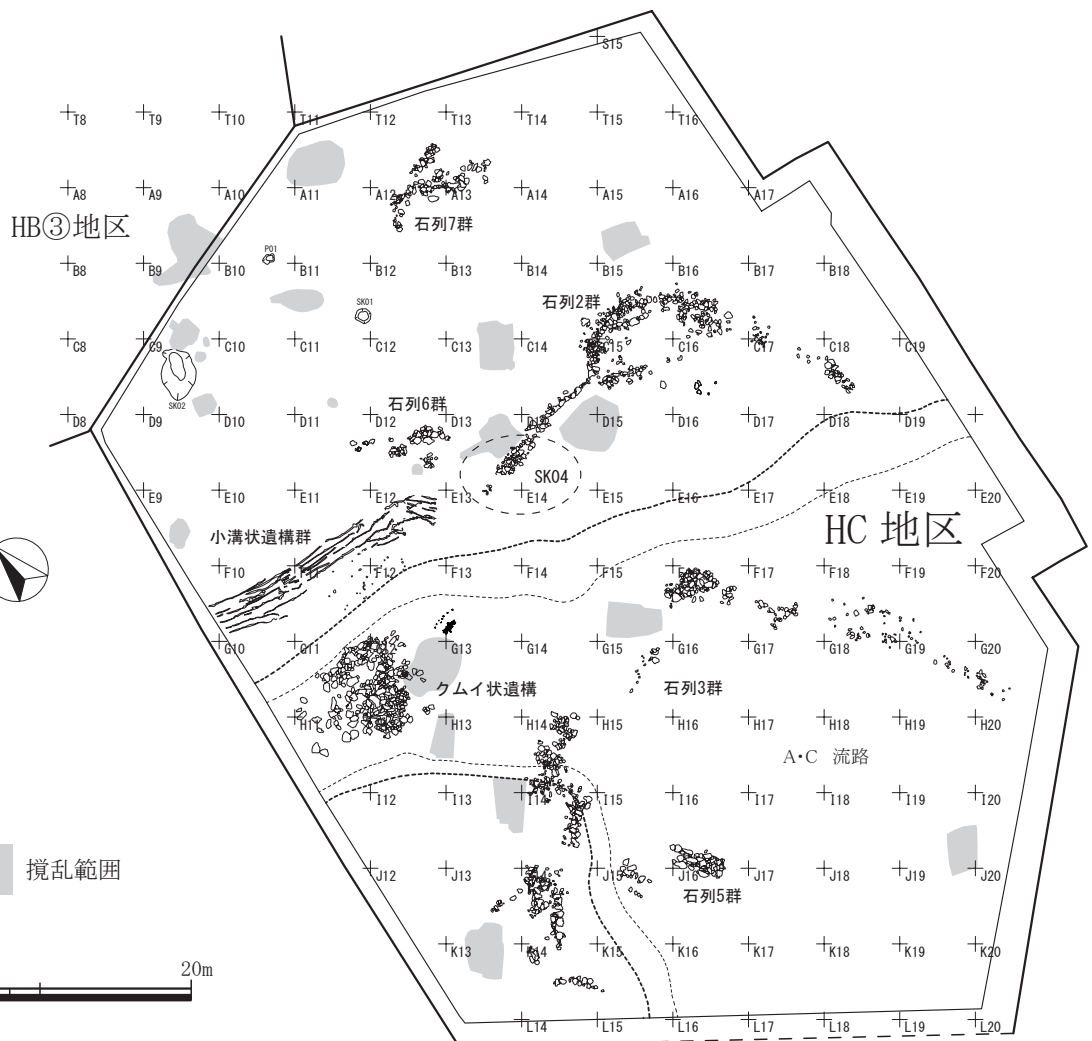 S15
T8 T9 T10 T11 T12 T13 T14 T15 T16
A8 A9 A10 A11 A12 A13 A14 A15 A16 A17
HB③地区
石列7群
P01
B8 B9 B10 B11 B12 B13 B14 B15 B16 B17 B18
石列2群
SK01
C8 C9 C10 C11 C12 C13 C14 C15 C16 C17 C18 C19
SK02
石列6群
D8 D9 D10 D11 D12 D13 D15 D16 D17 D18 D19
SK04
E9 E10 E11 E12 E13 E14 E15 E16 E17 E18 E19 E20
小溝状遺構群
HC 地区
F10 F12 F13 F14 F15 F17 F18 F19 F20
G10 G11 G13 G14 G15 G16 G17 G18 G19 G20
クムイ状遺構
石列3群
H11 H13 H14 H15 H16 H17 H18 H19 H20
A・C 流路
I12 I13 I14 I15 I16 I17 I18 I19 I20
撹乱範囲
J12 J13 J15 J16 J17 J18 J19 J20
石列5群
K13 K15 K16 K17 K18 K19 K20
20m
L14 L15 L16 L17 L18 L19 L20